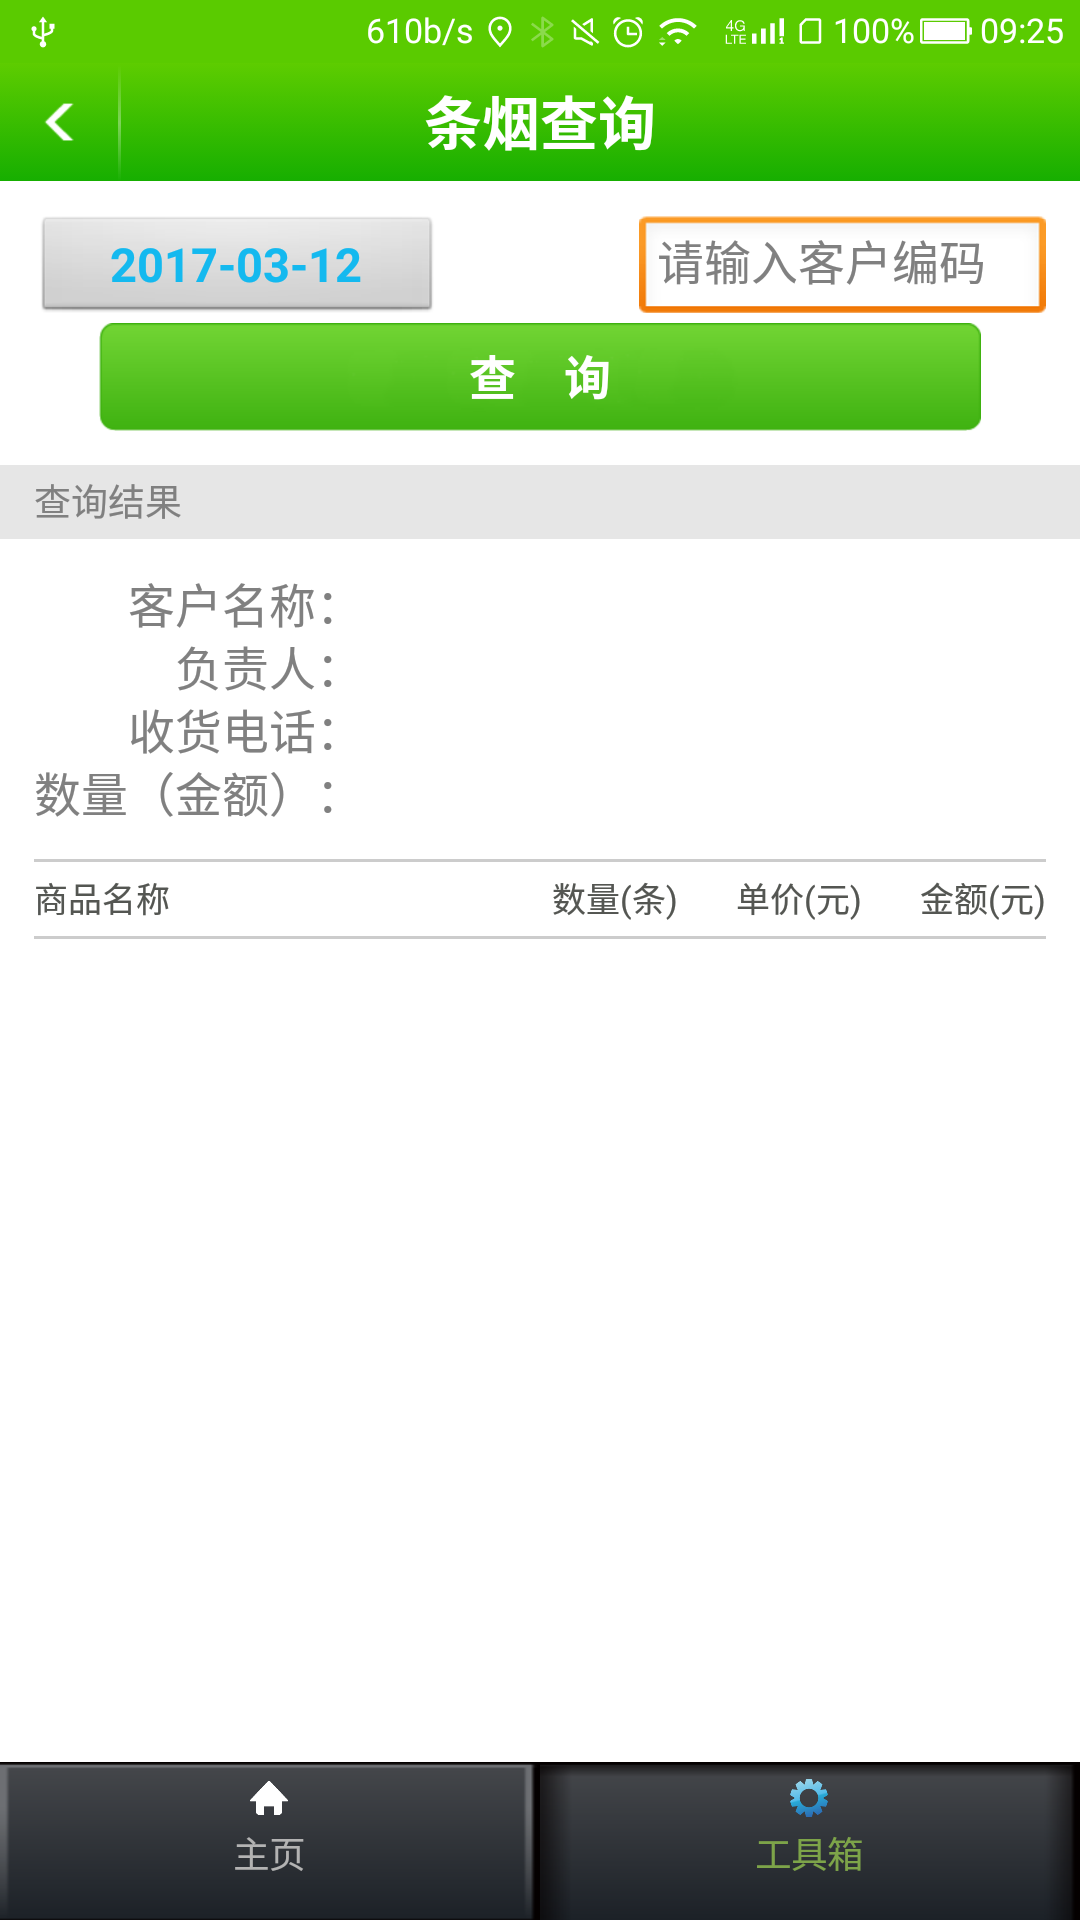 610b/s 4G LTE 100% 09:25
条烟查询
2017-03-12 请输入客户编码
查 询
查询结果
客户名称：
负责人：
收货电话：
数量（金额）：
商品名称 数量(条) 单价(元) 金额(元)
主页 工具箱